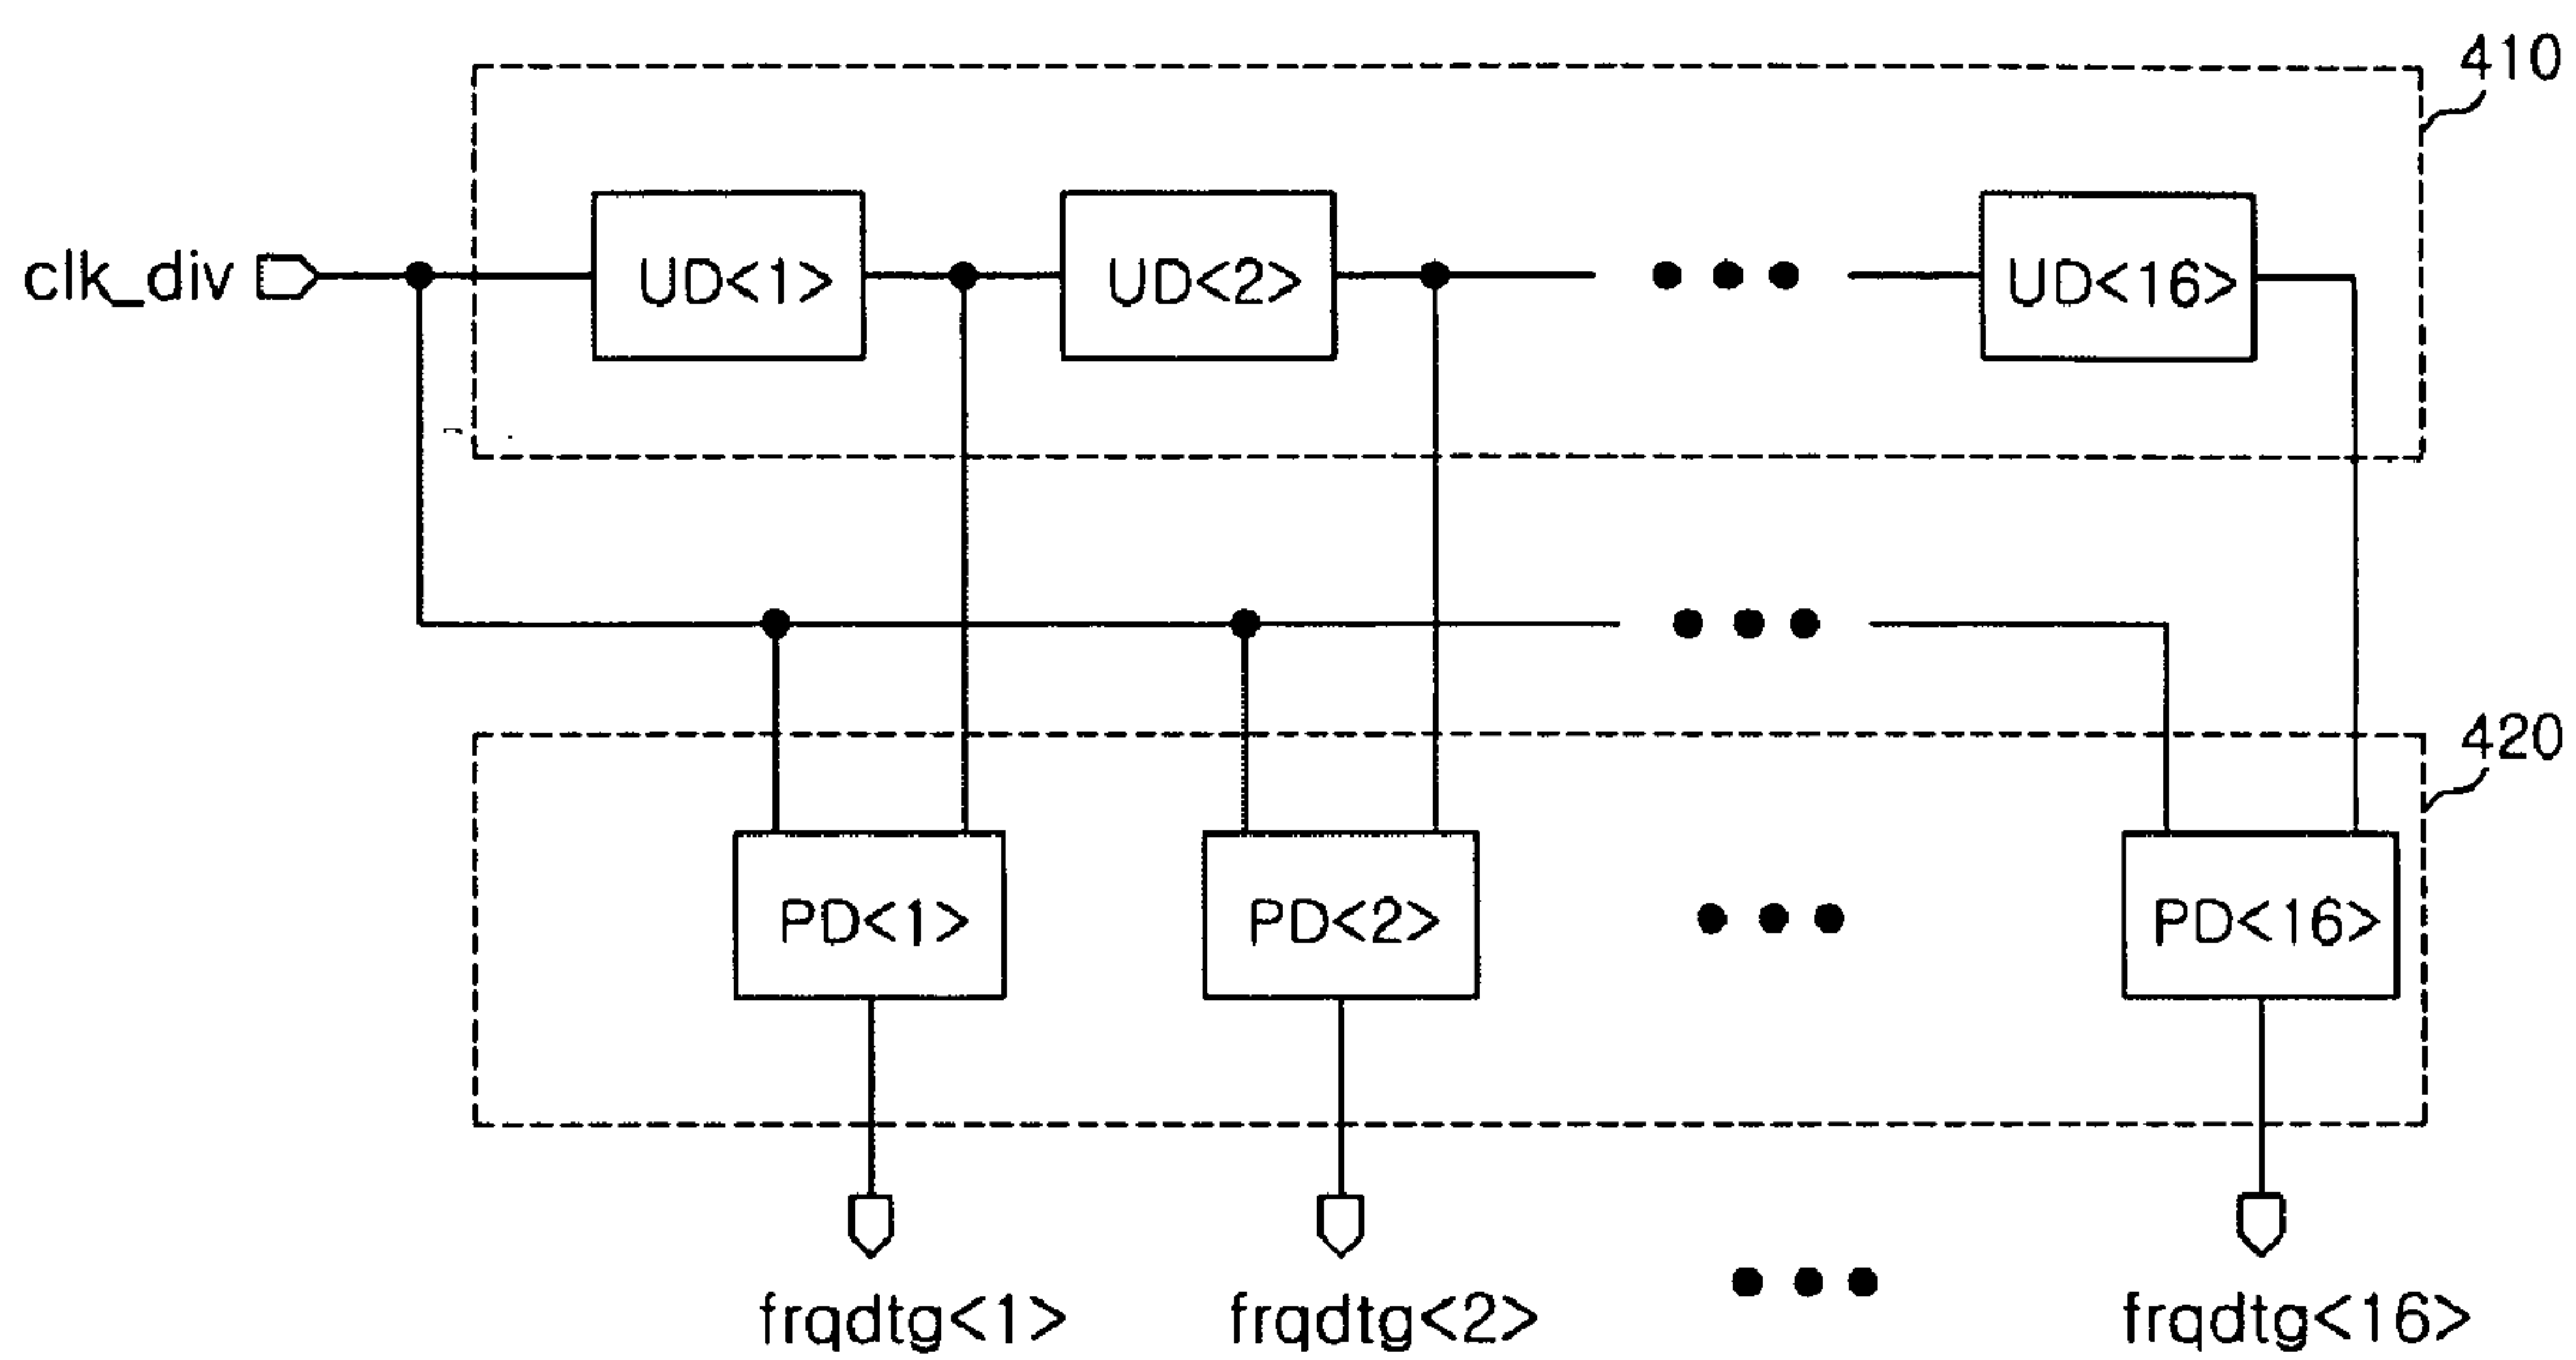 410
clk_div
UD<1> UD<2> UD<16>
420
PD<1> PD<2> PD<16>
frqdtg<1> frqdtg<2> frqdtg<16>